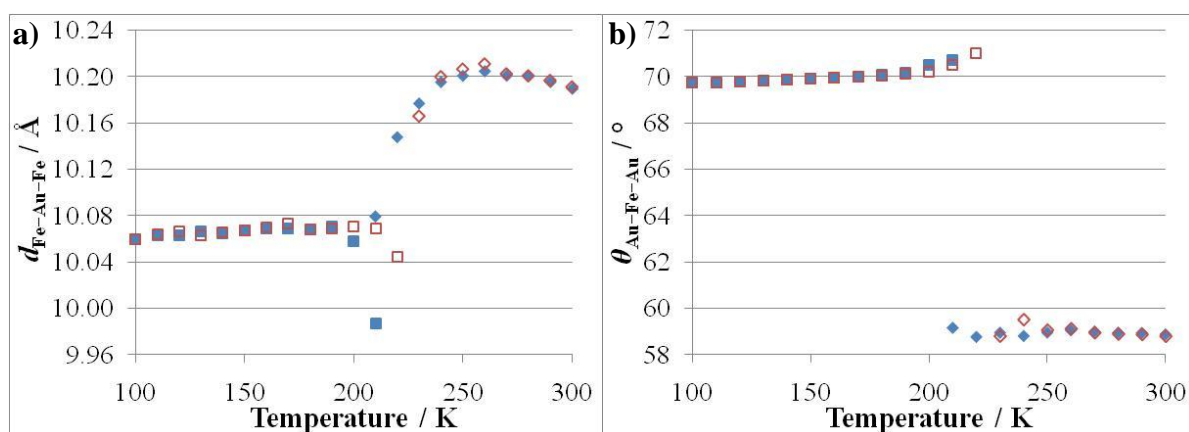 a)
10.24
10.20
10.16
10.12
10.08
10.04
10.00
9.96
d Fe−Au−Fe / Å
100 150 200 250 300
Temperature / K
b)
72
70
68
66
64
62
60
58
θ Au−Fe−Au / °
100 150 200 250 300
Temperature / K